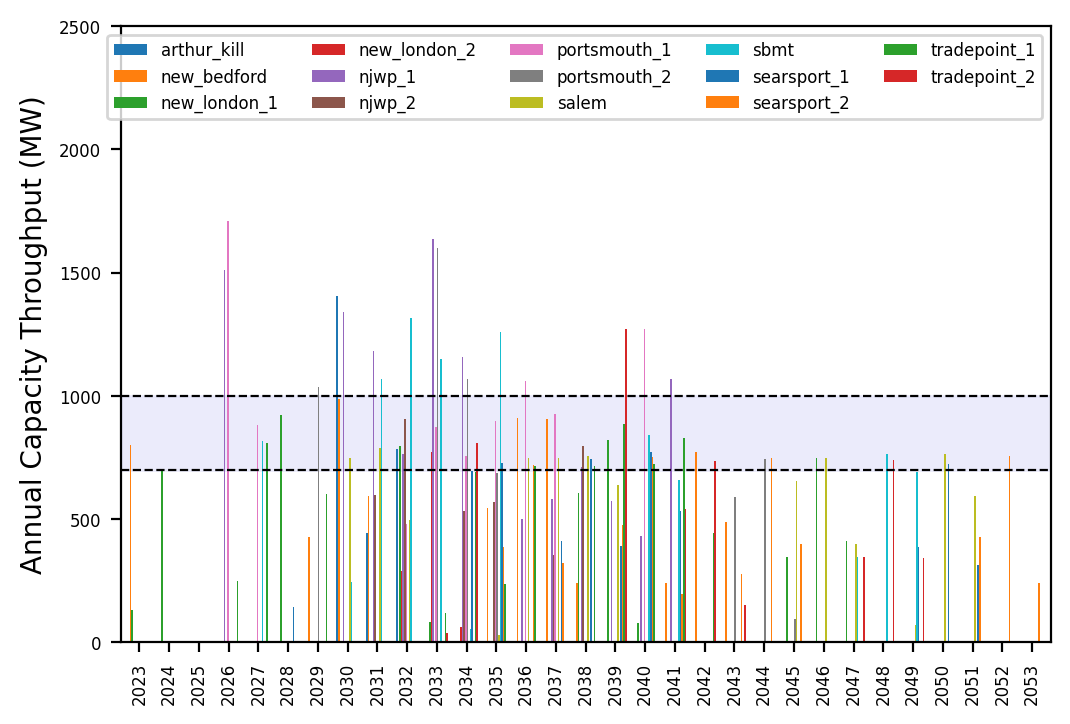 Annual Capacity Throughput (MW)
2500
2000
1500
1000
500
0
arthur_kill
new_bedford
new_london_1
new_london_2
njwp_1
njwp_2
portsmouth_1
portsmouth_2
salem
sbmt
searsport_1
searsport_2
tradepoint_1
tradepoint_2
2023
2024
2025
2026
2027
2028
2029
2030
2031
2032
2033
2034
2035
2036
2037
2038
2039
2040
2041
2042
2043
2044
2045
2046
2047
2048
2049
2050
2051
2052
2053